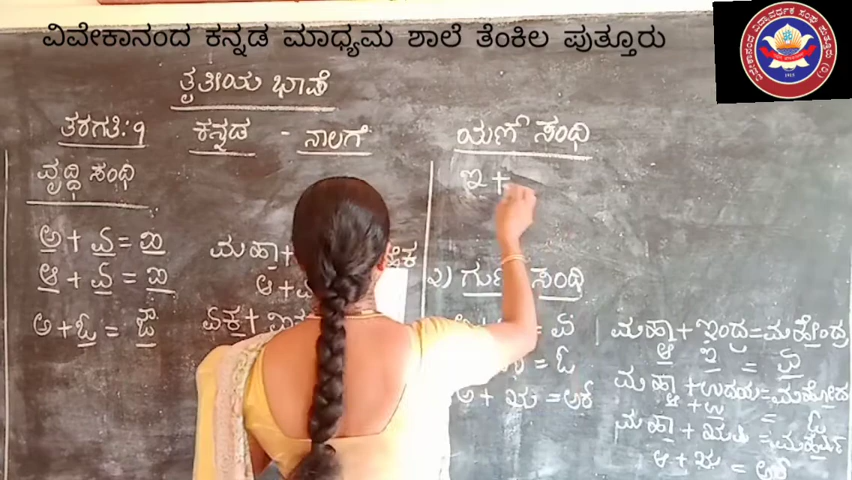 ವಿವೇಕಾನಂದ ಕನ್ನಡ ಮಾಧ್ಯಮ ಶಾಲೆ ತೆಂಕಿಲ ಪುತ್ತೂರು
ತೃತೀಯ ಭಾಷೆ
ತರಗತಿ: 9 ಕನ್ನಡ - ನಾಲಗೆ
ವೃದ್ಧಿ ಸಂಧಿ
ಅ + ಏ = ಐ
ಆ + ಏ = ಐ
ಅ + ಓ = ಔ
ಮಹಾ +
ಆ +
ಏಕ +
ಯಣ್ ಸಂಧಿ
ಇ +
೨) ಗುಣ ಸಂಧಿ
= ಏ
= ಓ
ಅ + ಋ = ಅರ್
ಮಹಾ + ಇಂದ್ರ = ಮಹೇಂದ್ರ
ಆ ಇ = ಏ
ಮಹಾ + ಉದಯ = ಮಹೋದ
+ ಉ = ಓ
ಮಹಾ + ಋಷಿ = ಮಹರ್ಷಿ
ಆ + ಋ = ಅರ್